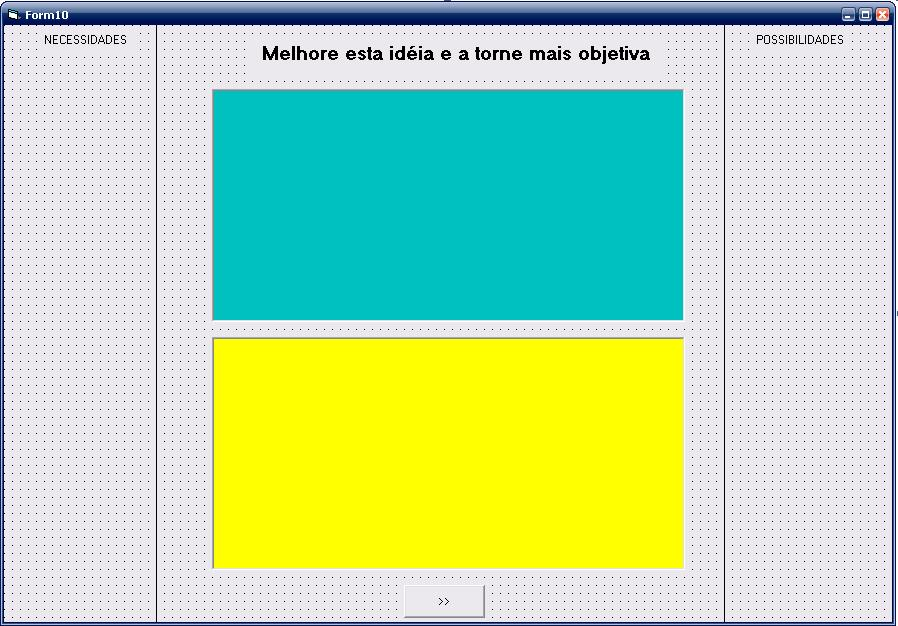 Form10
NECESSIDADES
Melhore esta idéia e a torne mais objetiva
POSSIBILIDADES
>>